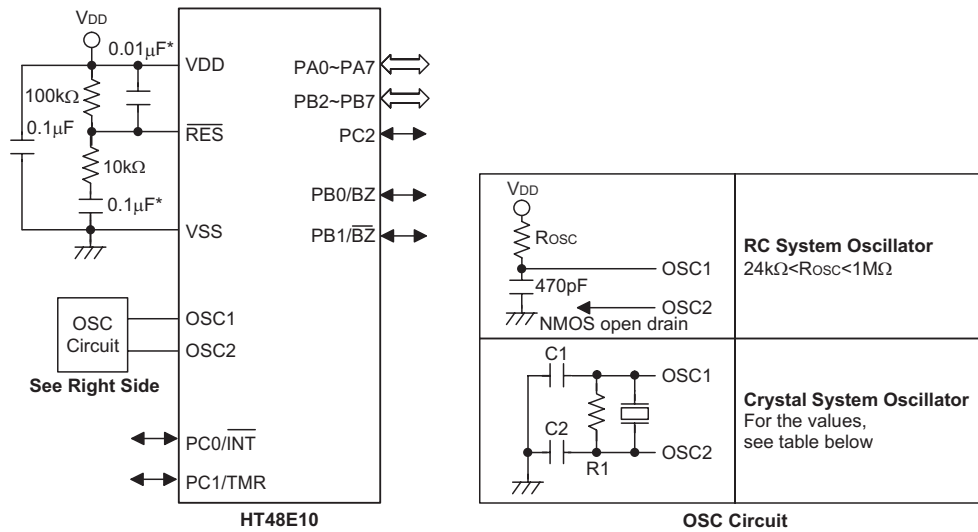 VDD
0.01μF*
VDD
100kΩ
0.1μF
RES
10kΩ
0.1μF*
VSS
OSC
Circuit
OSC1
OSC2
See Right Side
PC0/INT
PC1/TMR
PA0~PA7
PB2~PB7
PC2
PB0/BZ
PB1/BZ
HT48E10
VDD
ROSC
OSC1
470pF
OSC2
NMOS open drain
RC System Oscillator
24kΩ<ROSC<1MΩ
C1
OSC1
C2
OSC2
R1
Crystal System Oscillator
For the values,
see table below
OSC Circuit